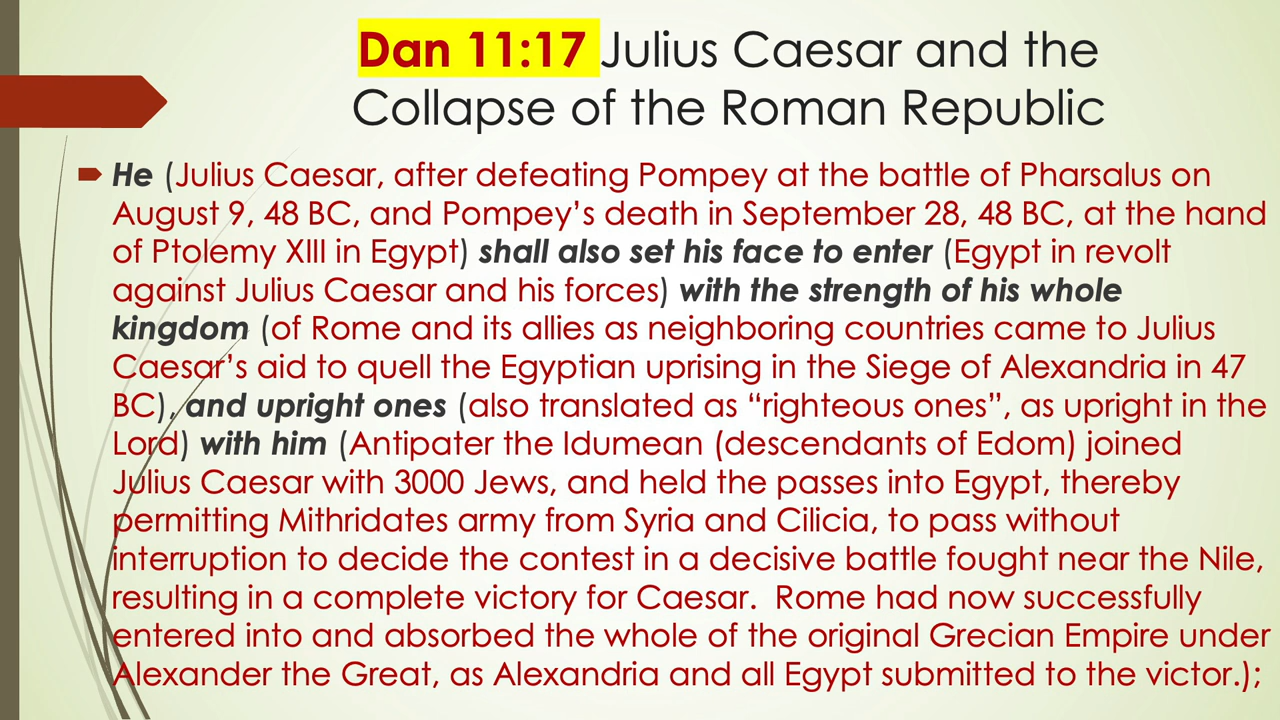 Dan 11:17 Julius Caesar and the
Collapse of the Roman Republic
He (Julius Caesar, after defeating Pompey at the battle of Pharsalus on
August 9, 48 BC, and Pompey’s death in September 28, 48 BC, at the hand
of Ptolemy XIII in Egypt) shall also set his face to enter (Egypt in revolt
against Julius Caesar and his forces) with the strength of his whole
kingdom (of Rome and its allies as neighboring countries came to Julius
Caesar’s aid to quell the Egyptian uprising in the Siege of Alexandria in 47
BC), and upright ones (also translated as “righteous ones”, as upright in the
Lord) with him (Antipater the Idumean (descendants of Edom) joined
Julius Caesar with 3000 Jews, and held the passes into Egypt, thereby
permitting Mithridates army from Syria and Cilicia, to pass without
interruption to decide the contest in a decisive battle fought near the Nile,
resulting in a complete victory for Caesar.  Rome had now successfully
entered into and absorbed the whole of the original Grecian Empire under
Alexander the Great, as Alexandria and all Egypt submitted to the victor.);